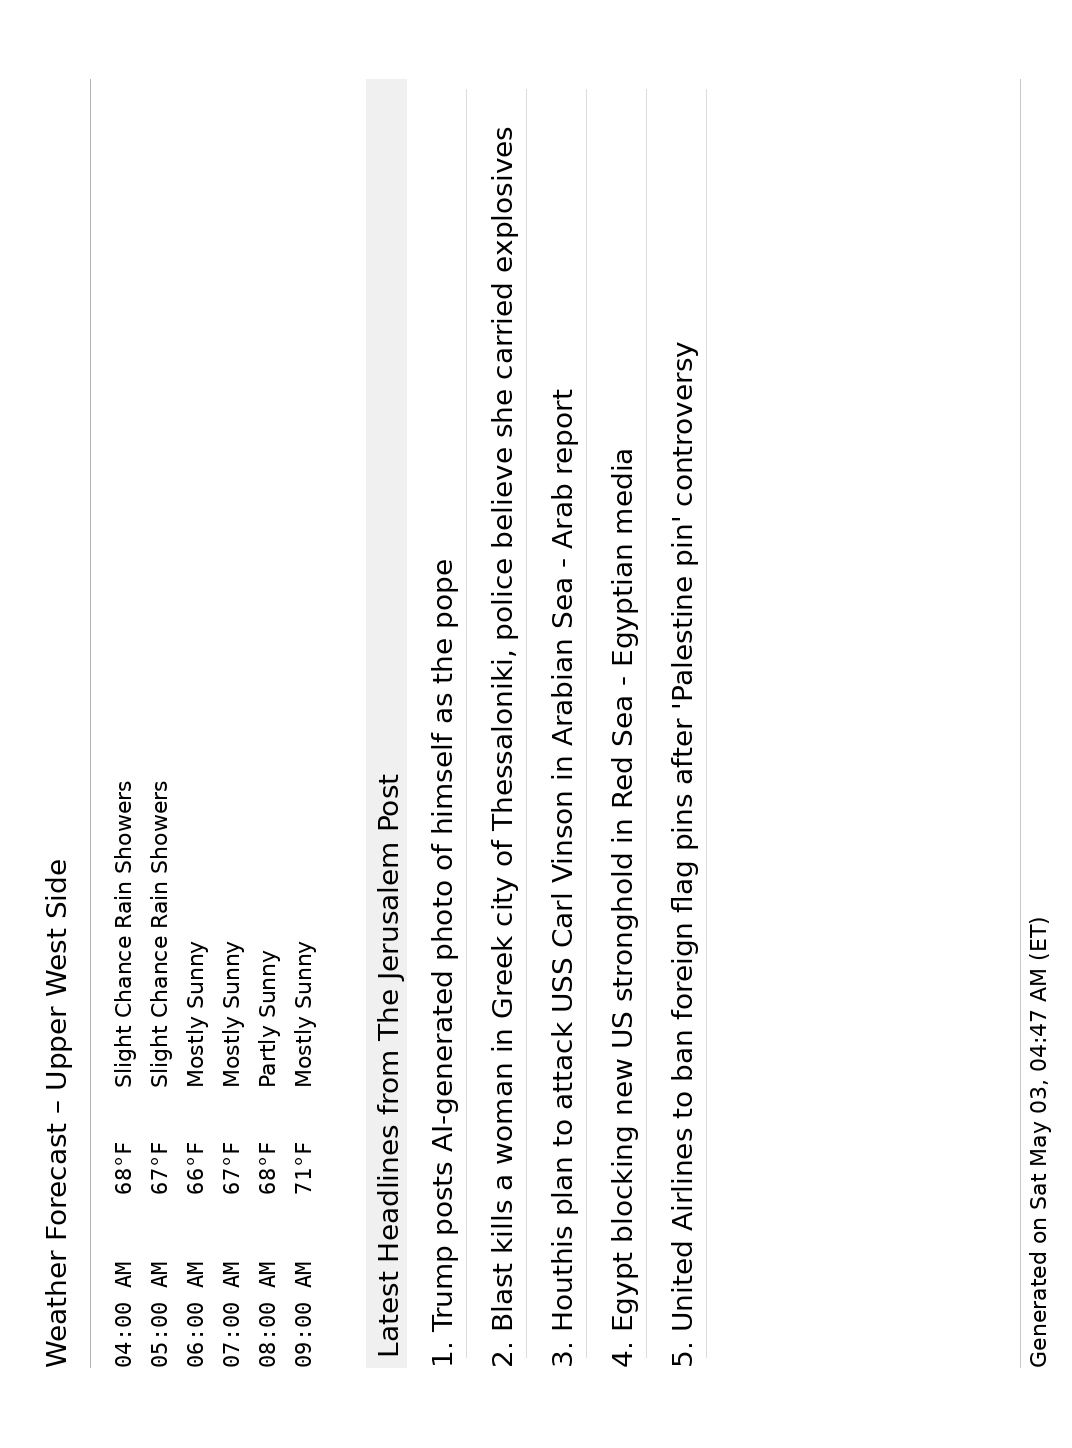 Weather Forecast – Upper West Side
04:00 AM 68°F Slight Chance Rain Showers
05:00 AM 67°F Slight Chance Rain Showers
06:00 AM 66°F Mostly Sunny
07:00 AM 67°F Mostly Sunny
08:00 AM 68°F Partly Sunny
09:00 AM 71°F Mostly Sunny
Latest Headlines from The Jerusalem Post
1. Trump posts AI-generated photo of himself as the pope
2. Blast kills a woman in Greek city of Thessaloniki, police believe she carried explosives
3. Houthis plan to attack USS Carl Vinson in Arabian Sea - Arab report
4. Egypt blocking new US stronghold in Red Sea - Egyptian media
5. United Airlines to ban foreign flag pins after 'Palestine pin' controversy
Generated on Sat May 03, 04:47 AM (ET)